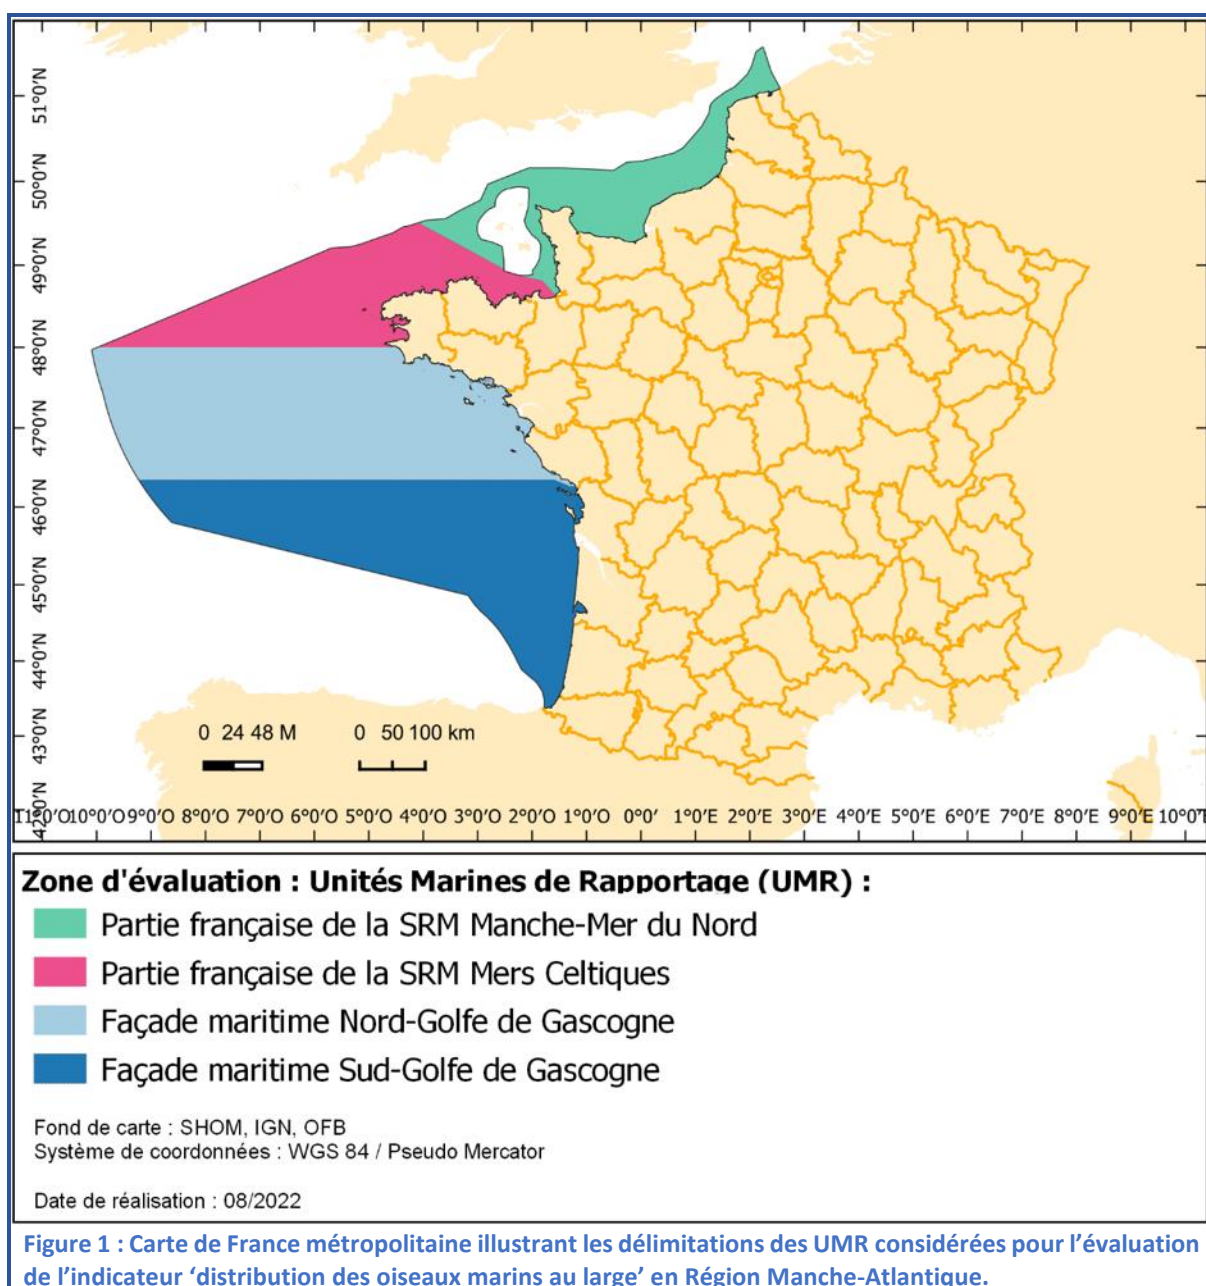 51°0'N
50°0'N
49°0'N
48°0'N
47°0'N
46°0'N
45°0'N
44°0'N
43°0'N
42°0'N
0 24 48 M 0 50 100 km
11°0'O 10°0'O 9°0'O 8°0'O 7°0'O 6°0'O 5°0'O 4°0'O 3°0'O 2°0'O 1°0'O 0°0' 1°0'E 2°0'E 3°0'E 4°0'E 5°0'E 6°0'E 7°0'E 8°0'E 9°0'E 10°0'E
Zone d'évaluation : Unités Marines de Rapportage (UMR) :
Partie française de la SRM Manche-Mer du Nord
Partie française de la SRM Mers Celtiques
Façade maritime Nord-Golfe de Gascogne
Façade maritime Sud-Golfe de Gascogne
Fond de carte : SHOM, IGN, OFB
Système de coordonnées : WGS 84 / Pseudo Mercator
Date de réalisation : 08/2022
Figure 1 : Carte de France métropolitaine illustrant les délimitations des UMR considérées pour l’évaluation
de l’indicateur ‘distribution des oiseaux marins au large’ en Région Manche-Atlantique.